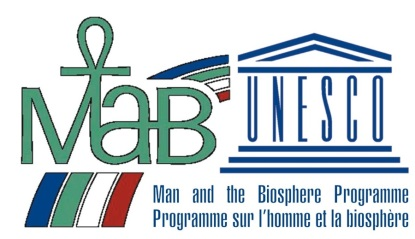 MaB
UNESCO
Man and the Biosphere Programme
Programme sur l'homme et la biosphère